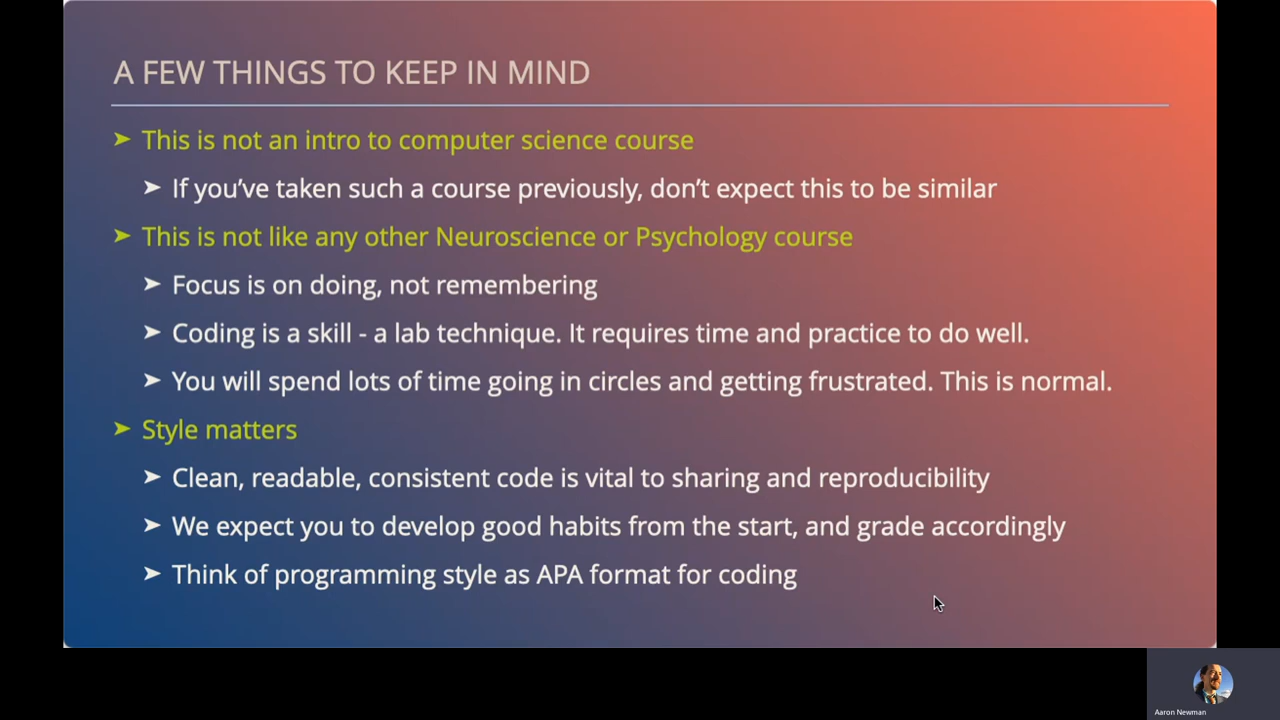 A FEW THINGS TO KEEP IN MIND
➤ This is not an intro to computer science course
➤ If you’ve taken such a course previously, don’t expect this to be similar
➤ This is not like any other Neuroscience or Psychology course
➤ Focus is on doing, not remembering
➤ Coding is a skill - a lab technique. It requires time and practice to do well.
➤ You will spend lots of time going in circles and getting frustrated. This is normal.
➤ Style matters
➤ Clean, readable, consistent code is vital to sharing and reproducibility
➤ We expect you to develop good habits from the start, and grade accordingly
➤ Think of programming style as APA format for coding
Aaron Newman